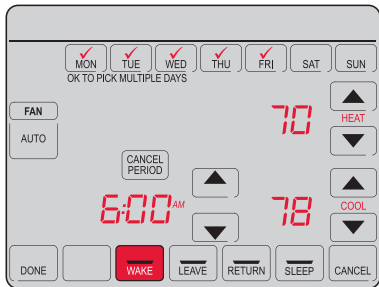 MON TUE WED THU FRI SAT SUN
OK TO PICK MULTIPLE DAYS
FAN
AUTO
70
HEAT
CANCEL
PERIOD
6:00 AM
78
COOL
DONE WAKE LEAVE RETURN SLEEP CANCEL